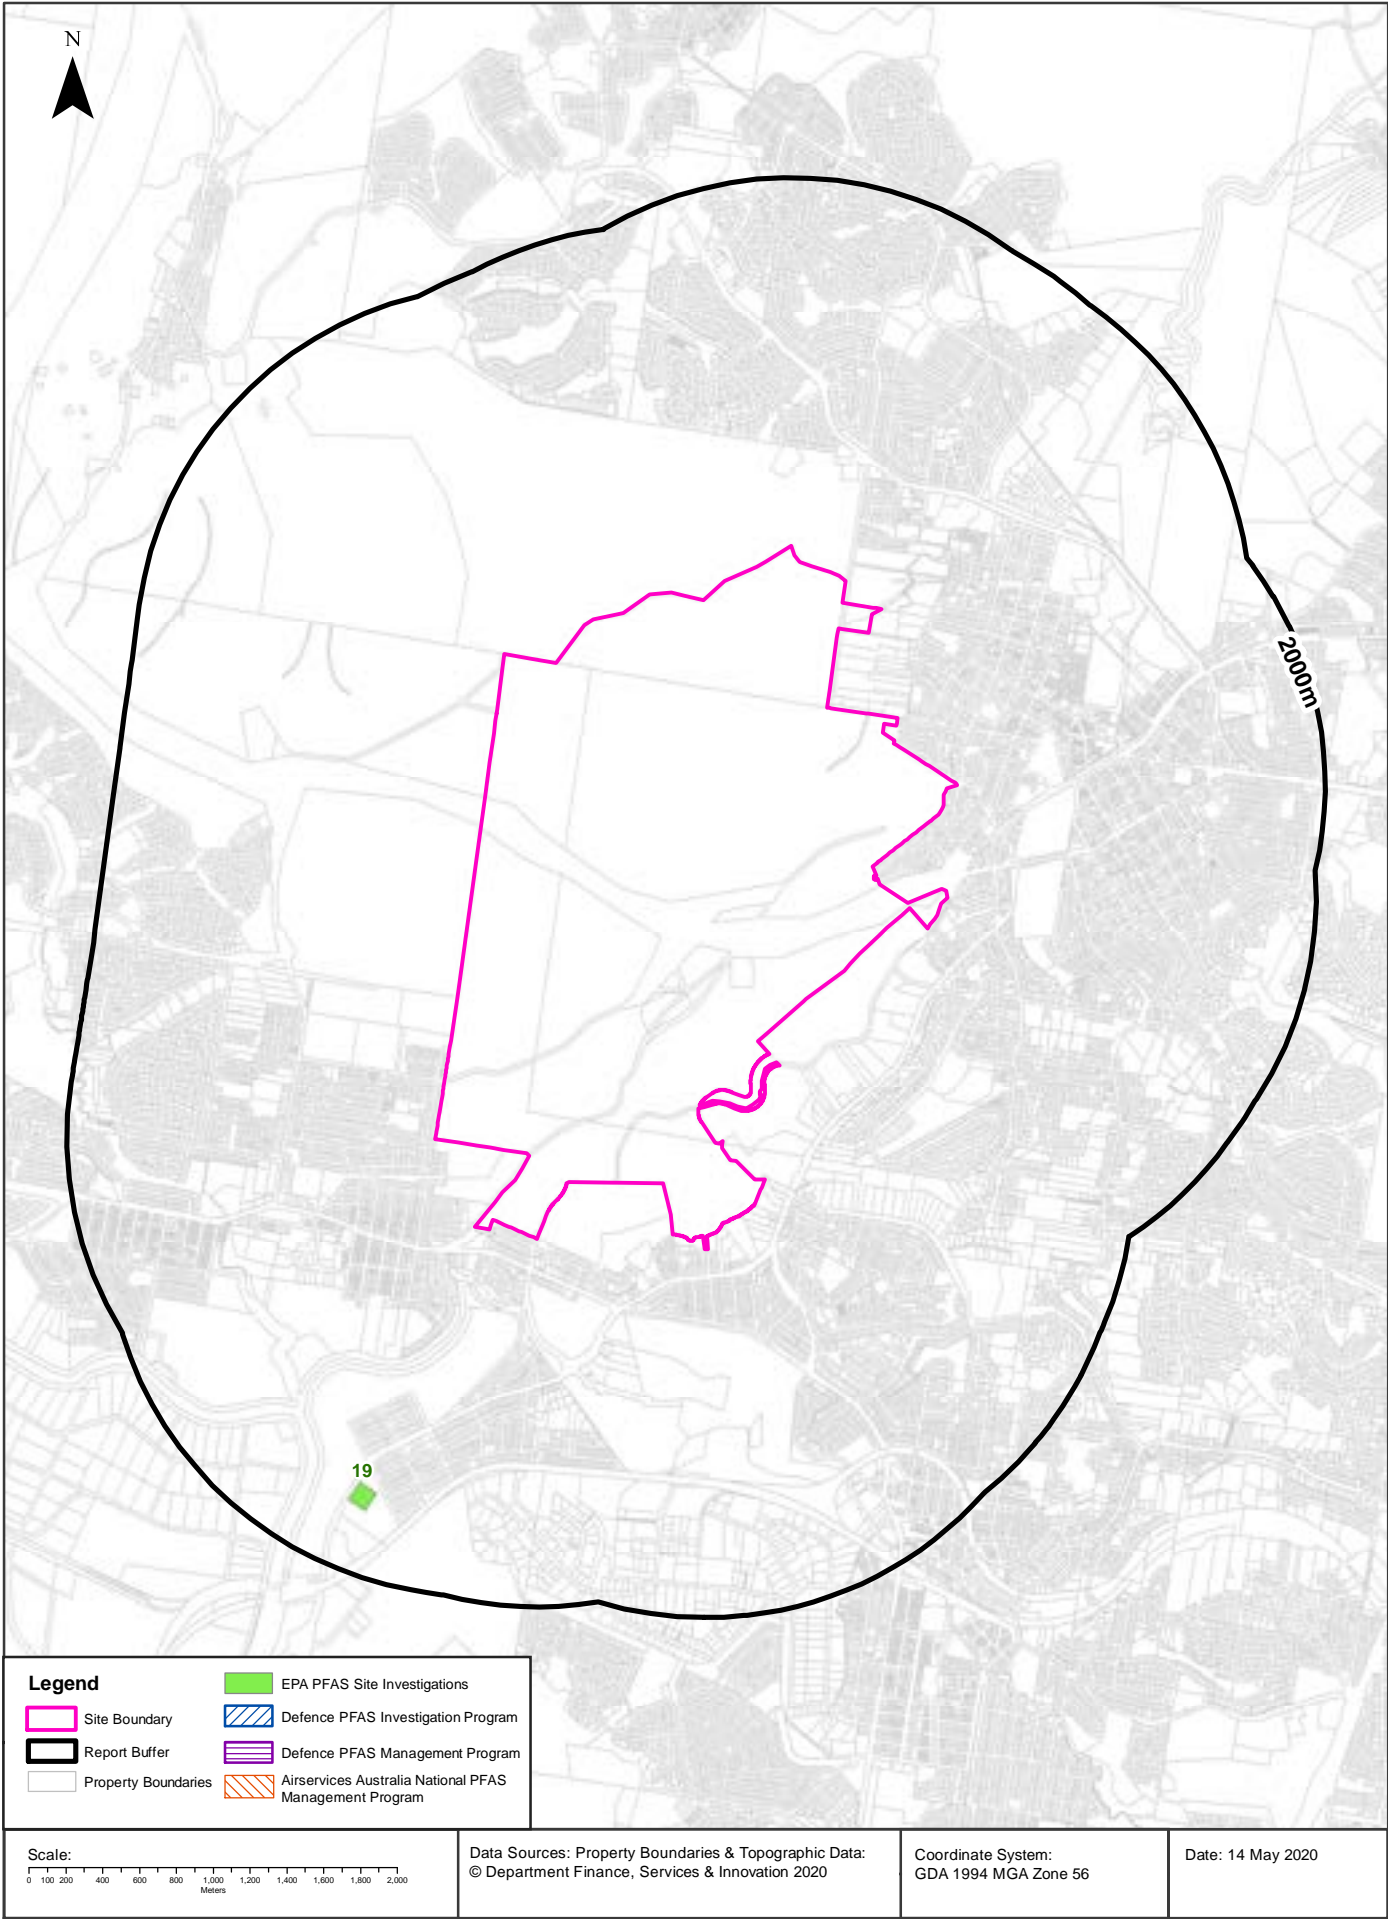 N
2000m
19
Legend
Site Boundary
Report Buffer
Property Boundaries
EPA PFAS Site Investigations
Defence PFAS Investigation Program
Defence PFAS Management Program
Airservices Australia National PFAS
Management Program
Scale:
0 100 200 400 600 800 1,000 1,200 1,400 1,600 1,800 2,000
Meters
Data Sources: Property Boundaries & Topographic Data:
© Department Finance, Services & Innovation 2020
Coordinate System:
GDA 1994 MGA Zone 56
Date: 14 May 2020